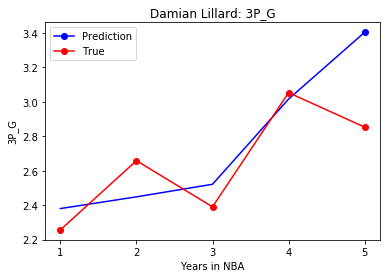 Damian Lillard: 3P_G
Prediction
True
3P_G
3.4
3.2
3.0
2.8
2.6
2.4
2.2
1 2 3 4 5
Years in NBA